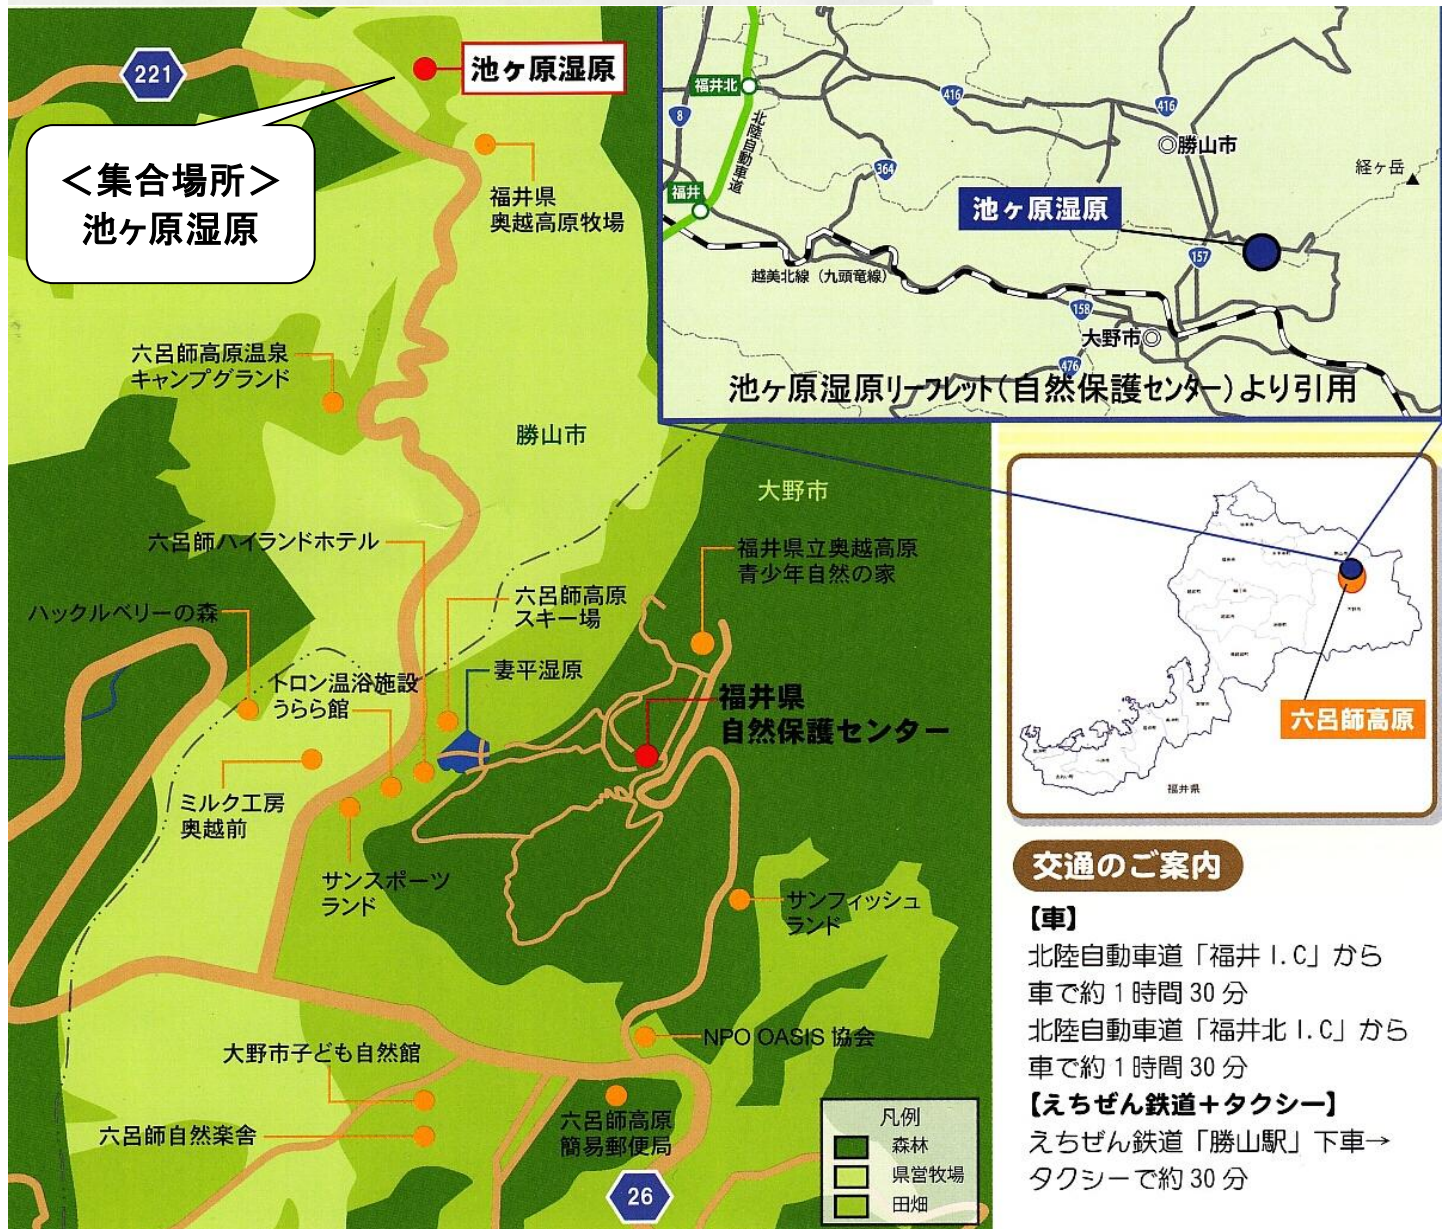 221
池ヶ原湿原
＜集合場所＞
池ヶ原湿原
福井県
奥越高原牧場
六呂師高原温泉
キャンプグランド
勝山市
大野市
六呂師ハイランドホテル
福井県立奥越高原
青少年自然の家
ハックルベリーの森
六呂師高原
スキー場
妻平湿原
トロン温浴施設
うらら館
福井県
自然保護センター
ミルク工房
奥越前
サンスポーツ
ランド
サンフィッシュ
ランド
NPO OASIS 協会
大野市子ども自然館
六呂師高原
簡易郵便局
六呂師自然楽舎
26
凡例
森林
県営牧場
田畑
福井北
8
北陸自動車道
416
416
勝山市
364
経ヶ岳
福井
池ヶ原湿原
157
越美北線（九頭竜線）
158
大野市
476
池ヶ原湿原リーフレット（自然保護センター）より引用
六呂師高原
福井県
交通のご案内
【車】
北陸自動車道「福井 I.C」から
車で約 1 時間 30 分
北陸自動車道「福井北 I.C」から
車で約 1 時間 30 分
【えちぜん鉄道＋タクシー】
えちぜん鉄道「勝山駅」下車→
タクシーで約 30 分